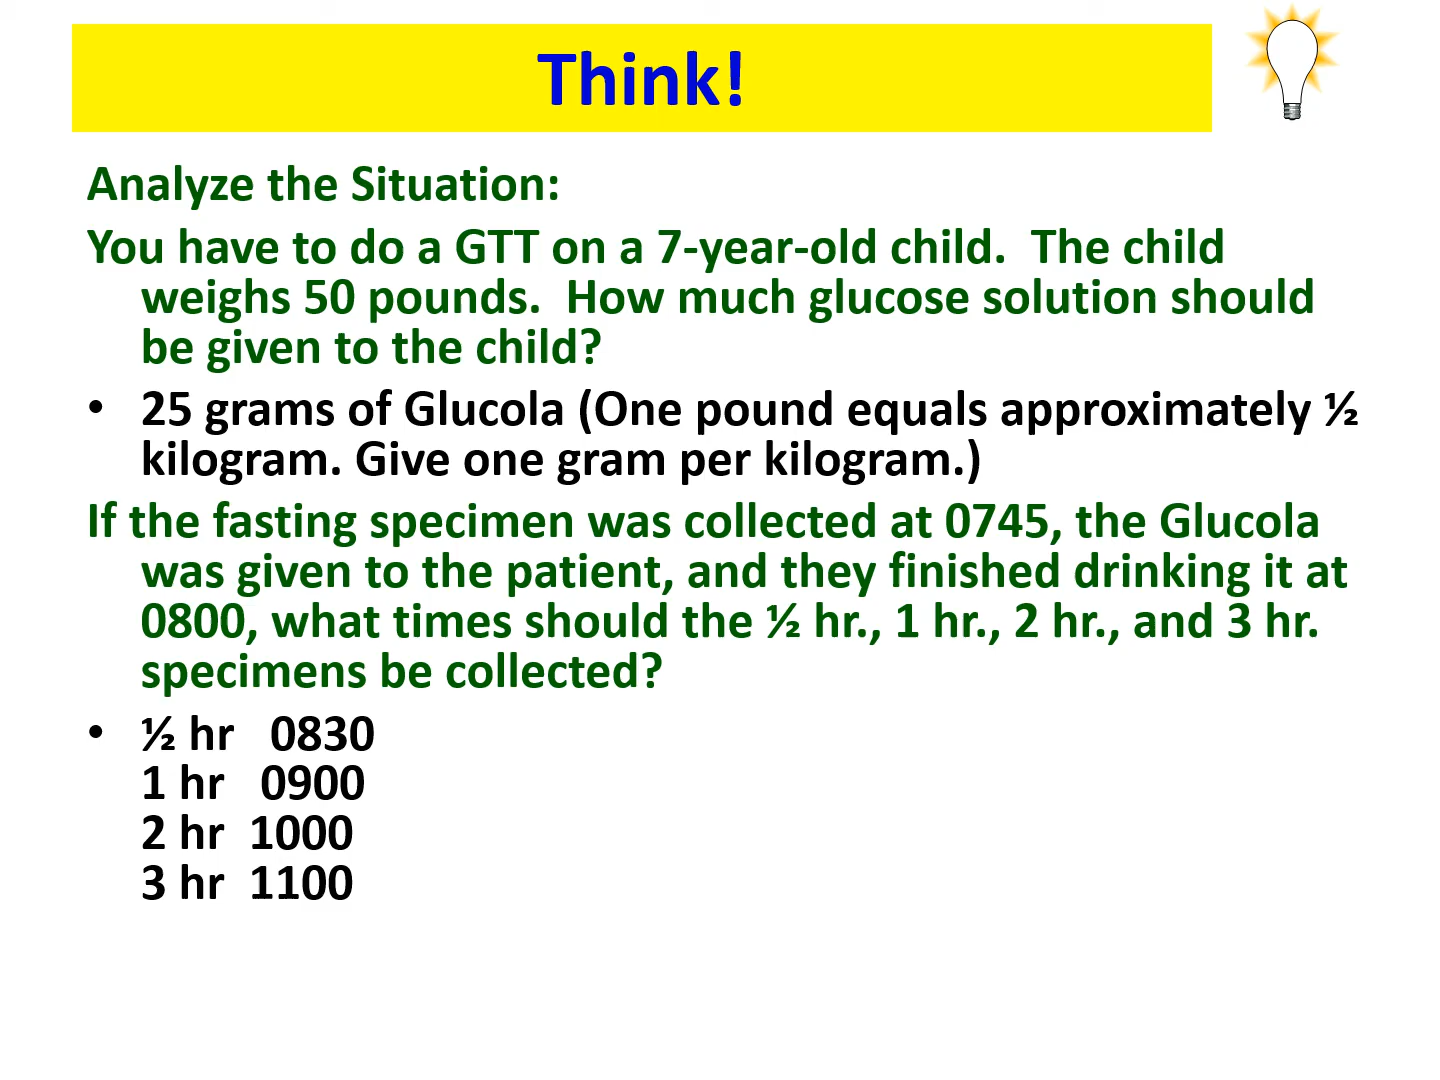 Think!
Analyze the Situation:
You have to do a GTT on a 7-year-old child.  The child
weighs 50 pounds.  How much glucose solution should
be given to the child?
• 25 grams of Glucola (One pound equals approximately ½
kilogram. Give one gram per kilogram.)
If the fasting specimen was collected at 0745, the Glucola
was given to the patient, and they finished drinking it at
0800, what times should the ½ hr., 1 hr., 2 hr., and 3 hr.
specimens be collected?
• ½ hr   0830
1 hr   0900
2 hr  1000
3 hr  1100